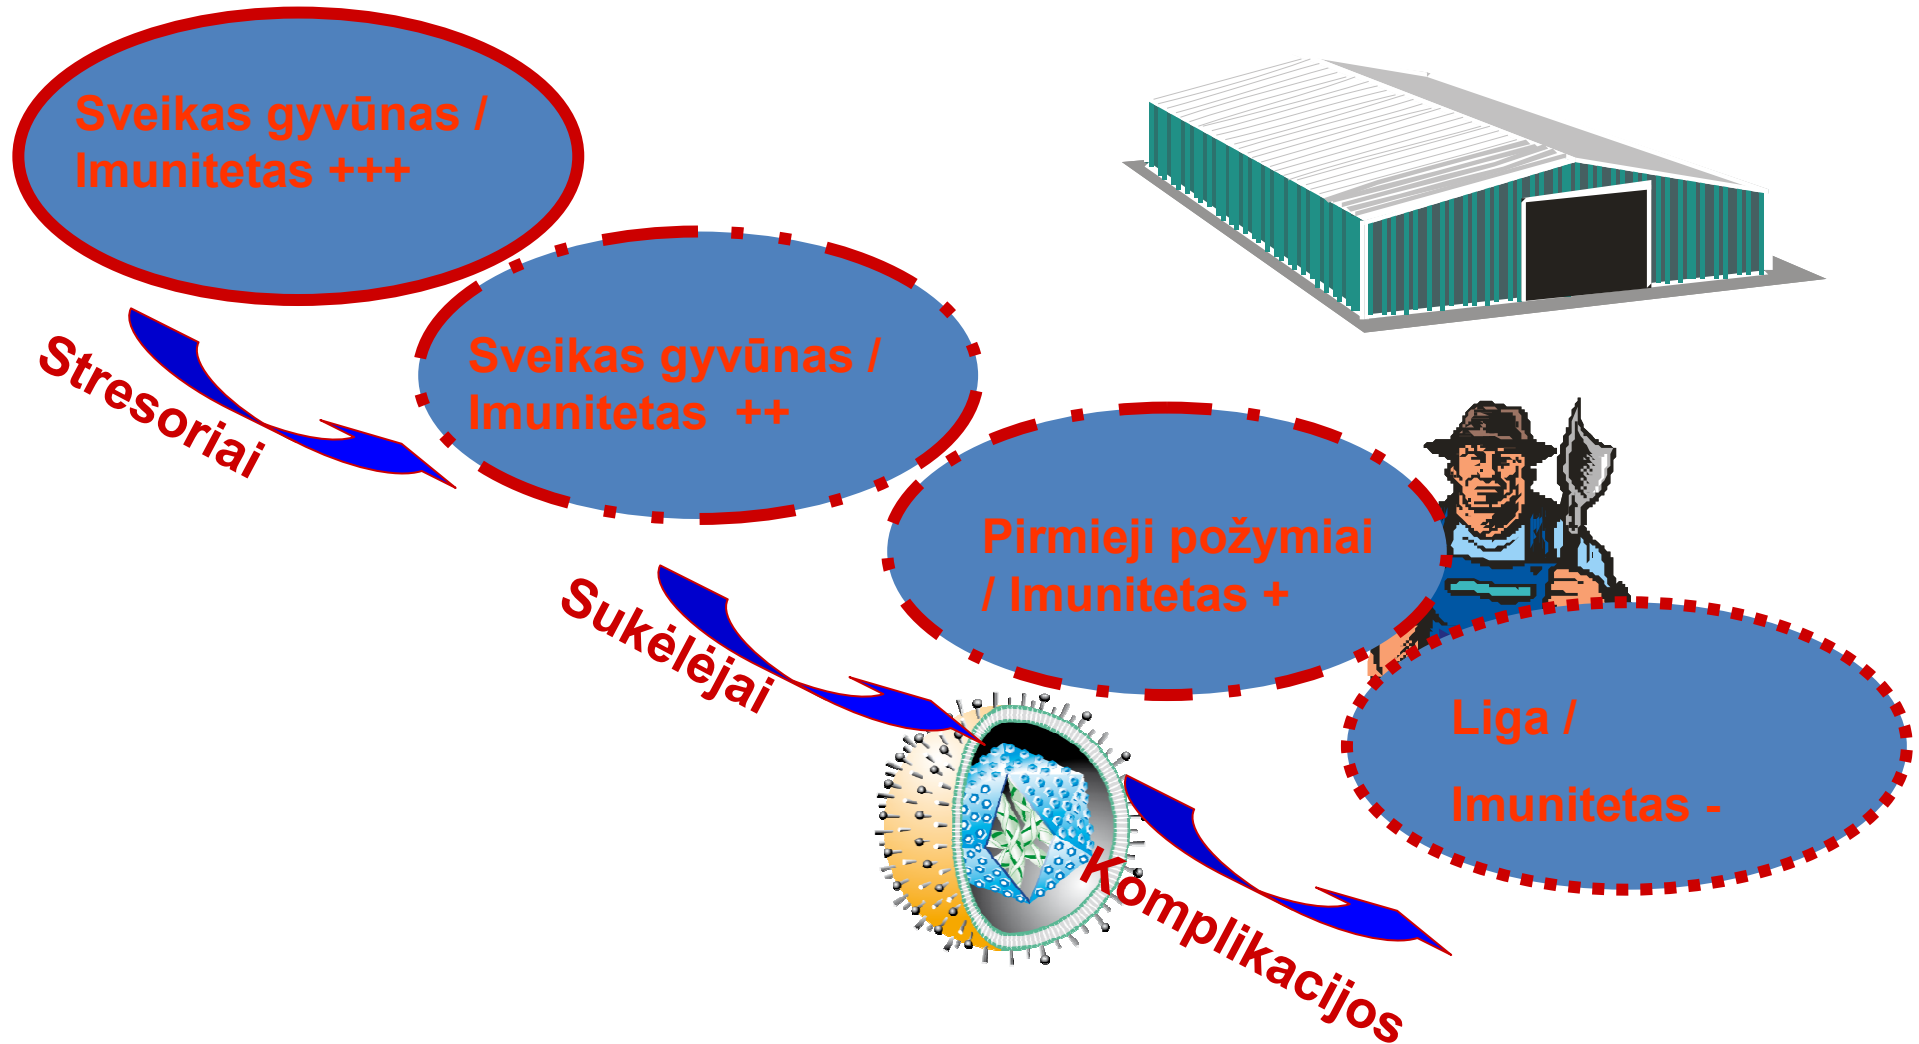 Sveikas gyvūnas /
Imunitetas +++
Stresoriai
Sveikas gyvūnas /
Imunitetas ++
Sukėlėjai
Pirmieji požymiai
/ Imunitetas +
Komplikacijos
Liga /
Imunitetas -